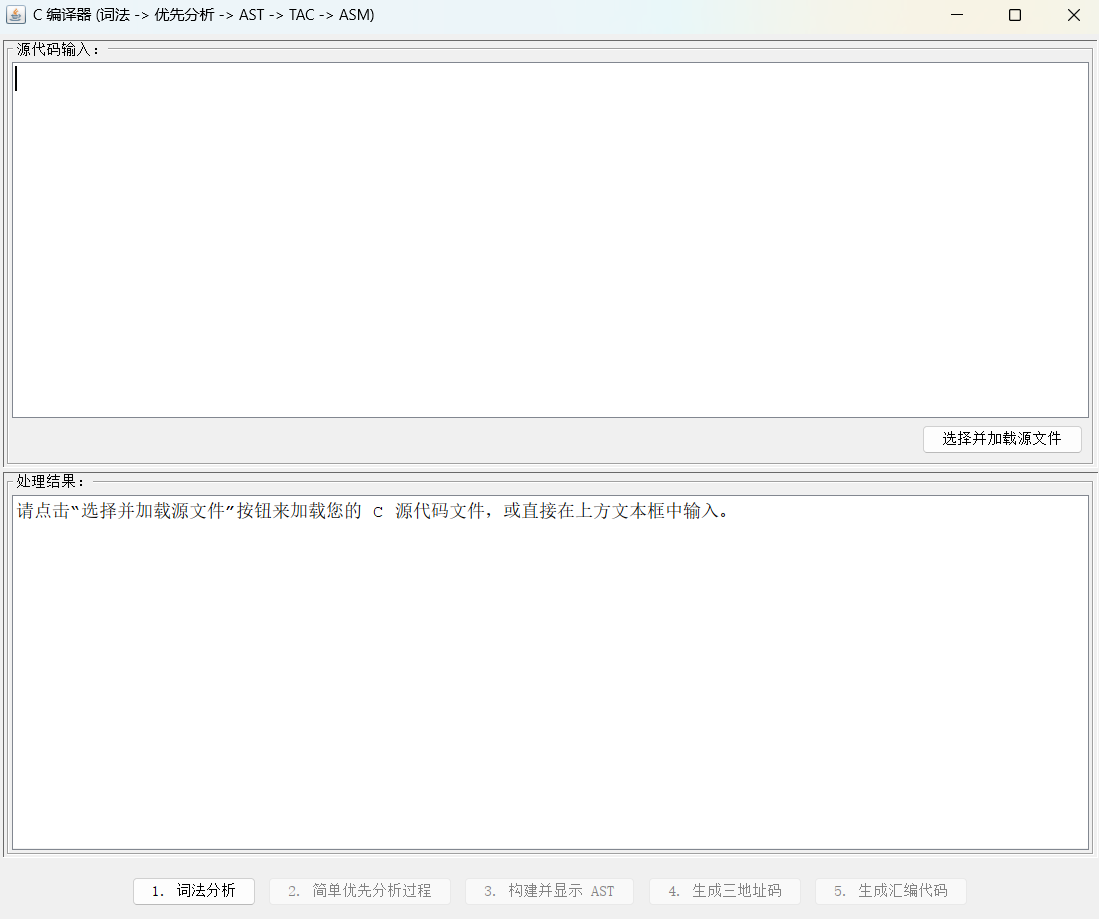 C 编译器 (词法 -> 优先分析 -> AST -> TAC -> ASM)
源代码输入：
选择并加载源文件
处理结果：
请点击“选择并加载源文件”按钮来加载您的 C 源代码文件，或直接在上方文本框中输入。
1. 词法分析 2. 简单优先分析过程 3. 构建并显示 AST 4. 生成三地址码 5. 生成汇编代码